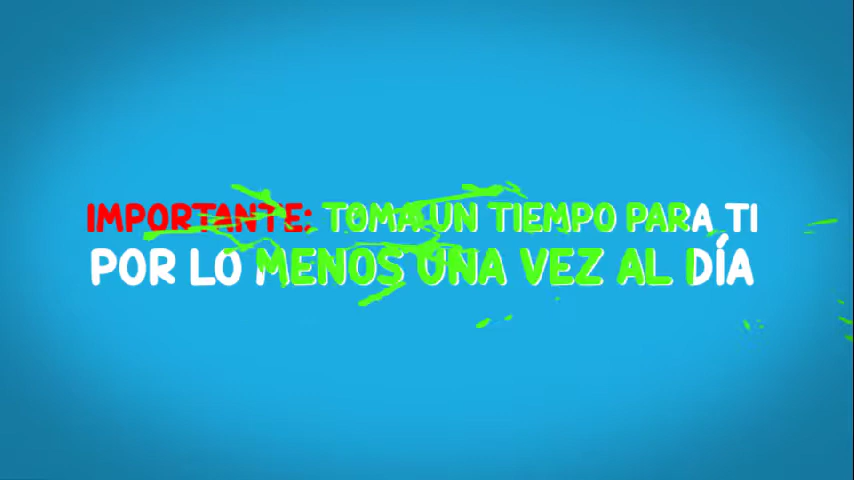 IMPORTANTE: TOMA UN TIEMPO PARA TI
POR LO MENOS UNA VEZ AL DÍA